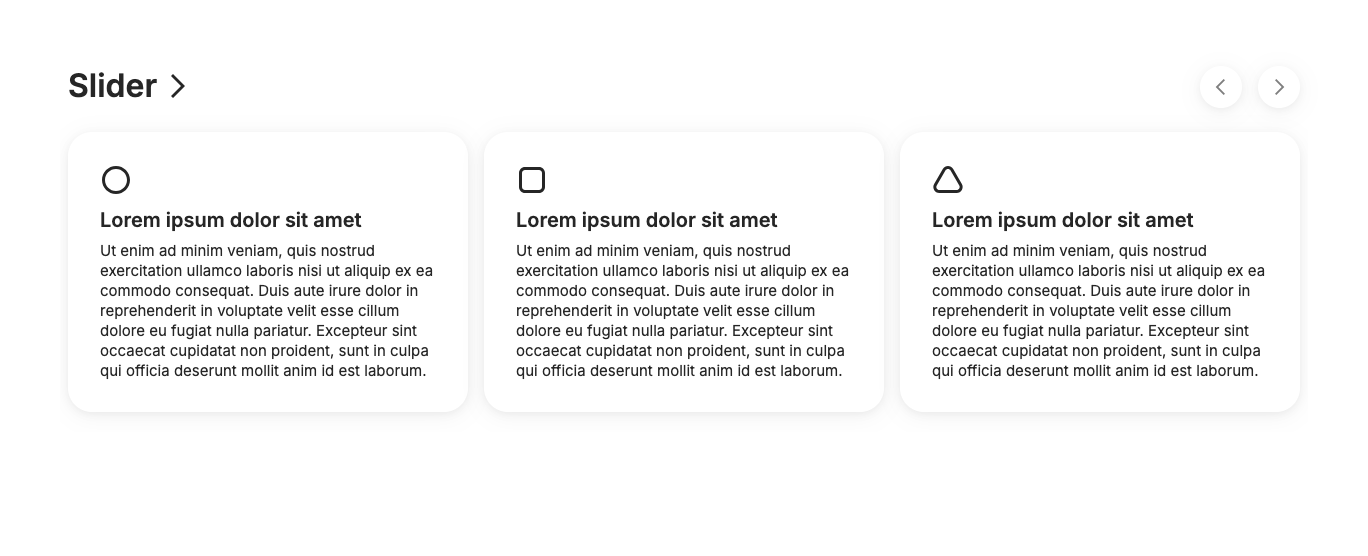 Slider
Lorem ipsum dolor sit amet
Ut enim ad minim veniam, quis nostrud
exercitation ullamco laboris nisi ut aliquip ex ea
commodo consequat. Duis aute irure dolor in
reprehenderit in voluptate velit esse cillum
dolore eu fugiat nulla pariatur. Excepteur sint
occaecat cupidatat non proident, sunt in culpa
qui officia deserunt mollit anim id est laborum.
Lorem ipsum dolor sit amet
Ut enim ad minim veniam, quis nostrud
exercitation ullamco laboris nisi ut aliquip ex ea
commodo consequat. Duis aute irure dolor in
reprehenderit in voluptate velit esse cillum
dolore eu fugiat nulla pariatur. Excepteur sint
occaecat cupidatat non proident, sunt in culpa
qui officia deserunt mollit anim id est laborum.
Lorem ipsum dolor sit amet
Ut enim ad minim veniam, quis nostrud
exercitation ullamco laboris nisi ut aliquip ex ea
commodo consequat. Duis aute irure dolor in
reprehenderit in voluptate velit esse cillum
dolore eu fugiat nulla pariatur. Excepteur sint
occaecat cupidatat non proident, sunt in culpa
qui officia deserunt mollit anim id est laborum.